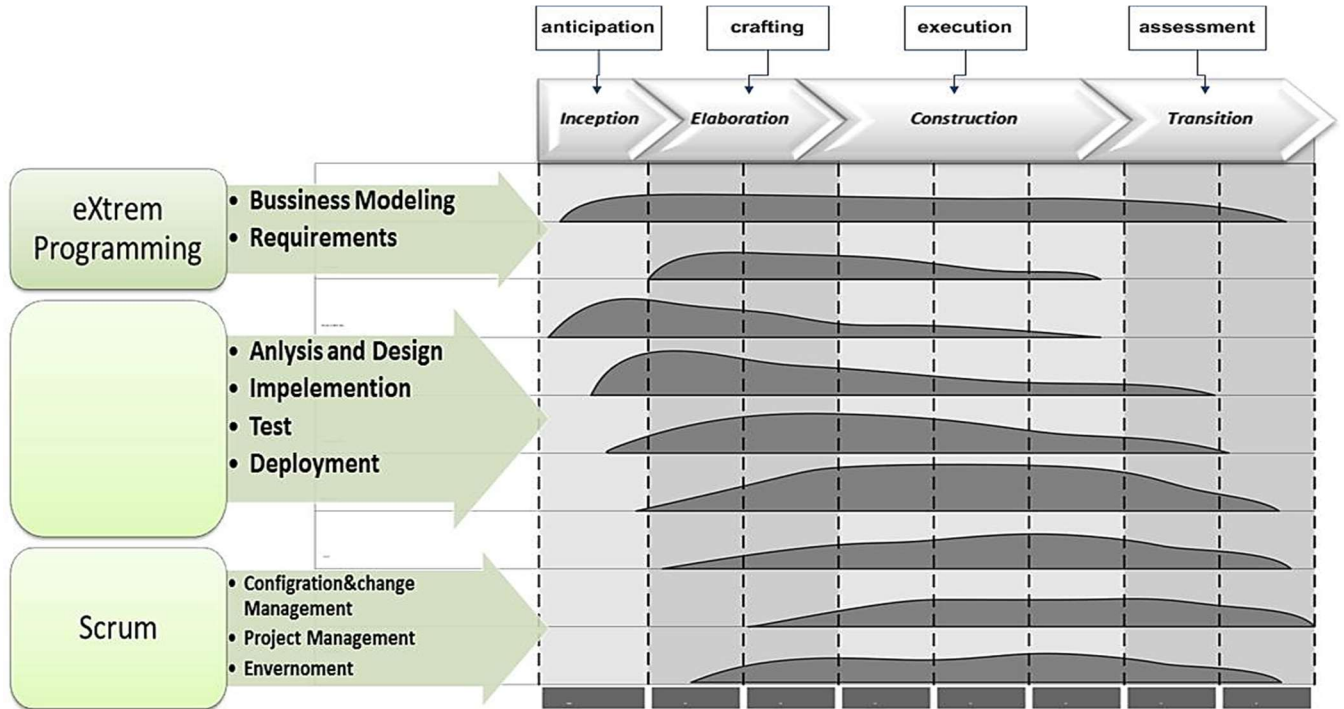 anticipation
crafting
execution
assessment
Inception
Elaboration
Construction
Transition
eXtrem
Programming
• Bussiness Modeling
• Requirements
• Anlysis and Design
• Impelemention
• Test
• Deployment
Scrum
• Configration&change
Management
• Project Management
• Envernoment